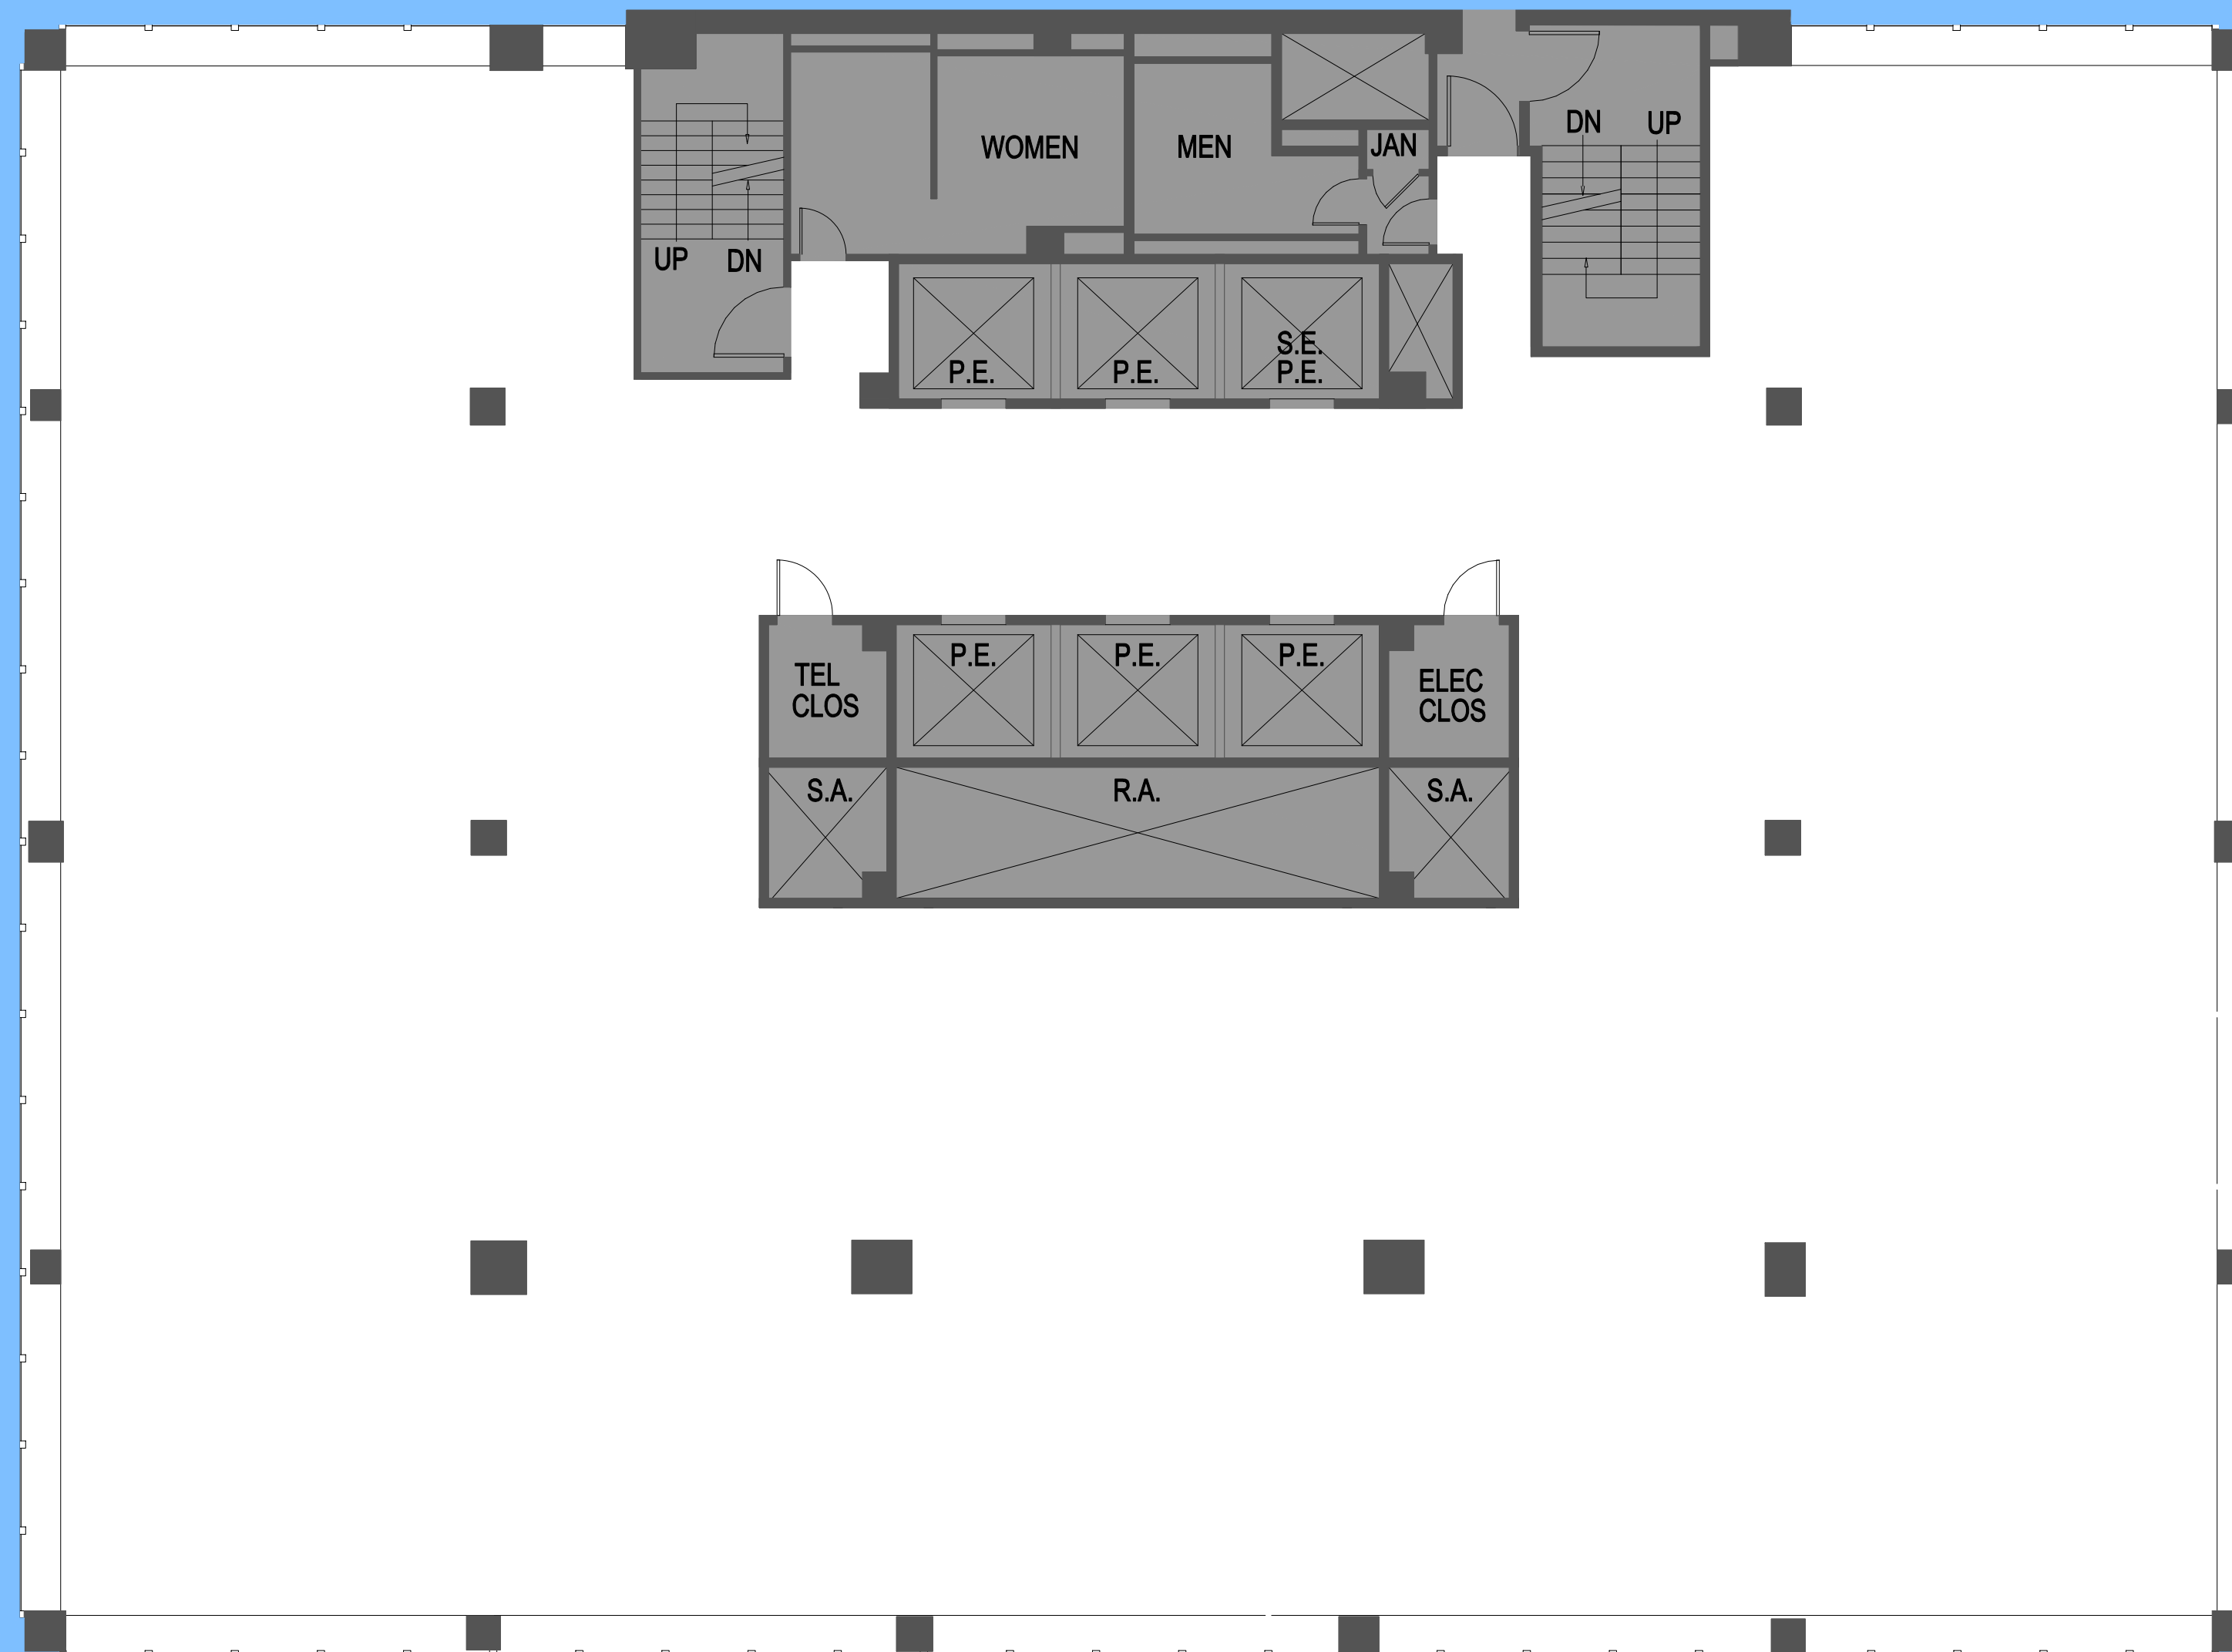 WOMEN
MEN
JAN
DN
UP
UP
DN
P.E.
P.E.
S.E.
P.E.
TEL
CLOS
P.E.
P.E.
P.E.
ELEC
CLOS
S.A.
R.A.
S.A.